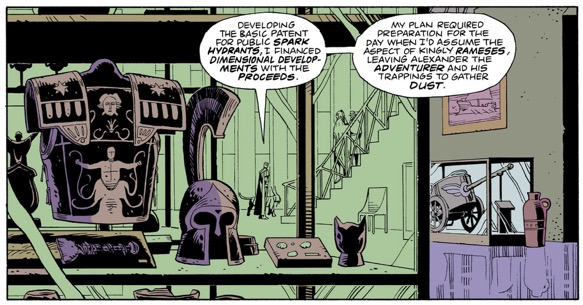 DEVELOPING
THE BASIC PATENT
FOR PUBLIC SPARK
HYDRANTS, I FINANCED
DIMENSIONAL DEVELOP-
MENTS WITH THE
PROCEEDS.
MY PLAN REQUIRED
PREPARATION FOR THE
DAY WHEN I'D ASSUME THE
ASPECT OF KINGLY RAMESES,
LEAVING ALEXANDER THE
ADVENTURER AND HIS
TRAPPINGS TO GATHER
DUST.